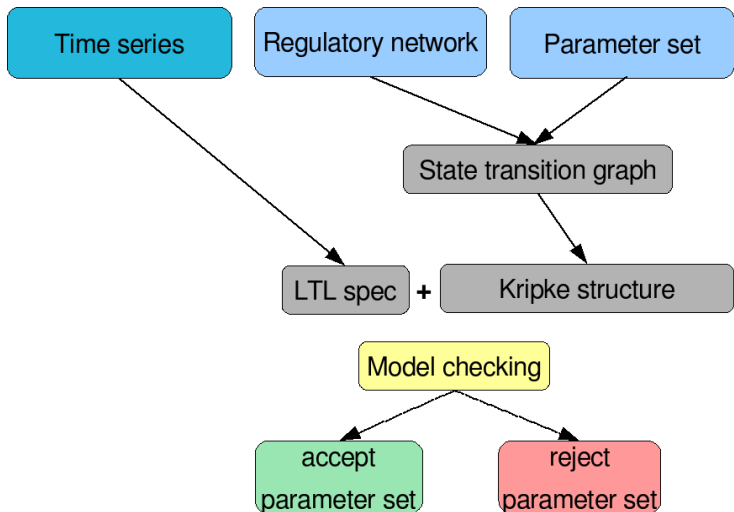 Time series
Regulatory network
Parameter set
State transition graph
LTL spec
+
Kripke structure
Model checking
accept
parameter set
reject
parameter set